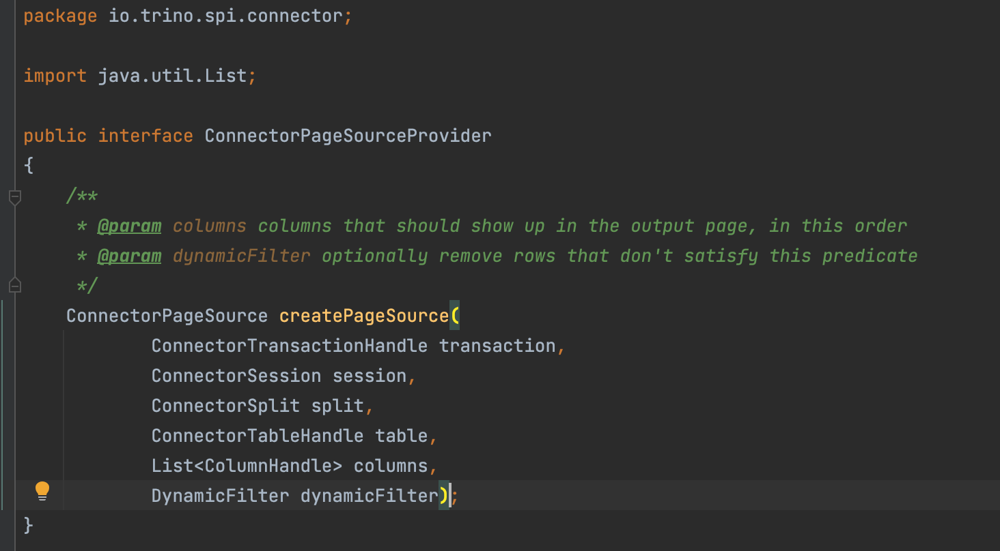 package io.trino.spi.connector;
import java.util.List;
public interface ConnectorPageSourceProvider
{
/**
* @param columns columns that should show up in the output page, in this order
* @param dynamicFilter optionally remove rows that don't satisfy this predicate
*/
ConnectorPageSource createPageSource(
ConnectorTransactionHandle transaction,
ConnectorSession session,
ConnectorSplit split,
ConnectorTableHandle table,
List<ColumnHandle> columns,
DynamicFilter dynamicFilter);
}